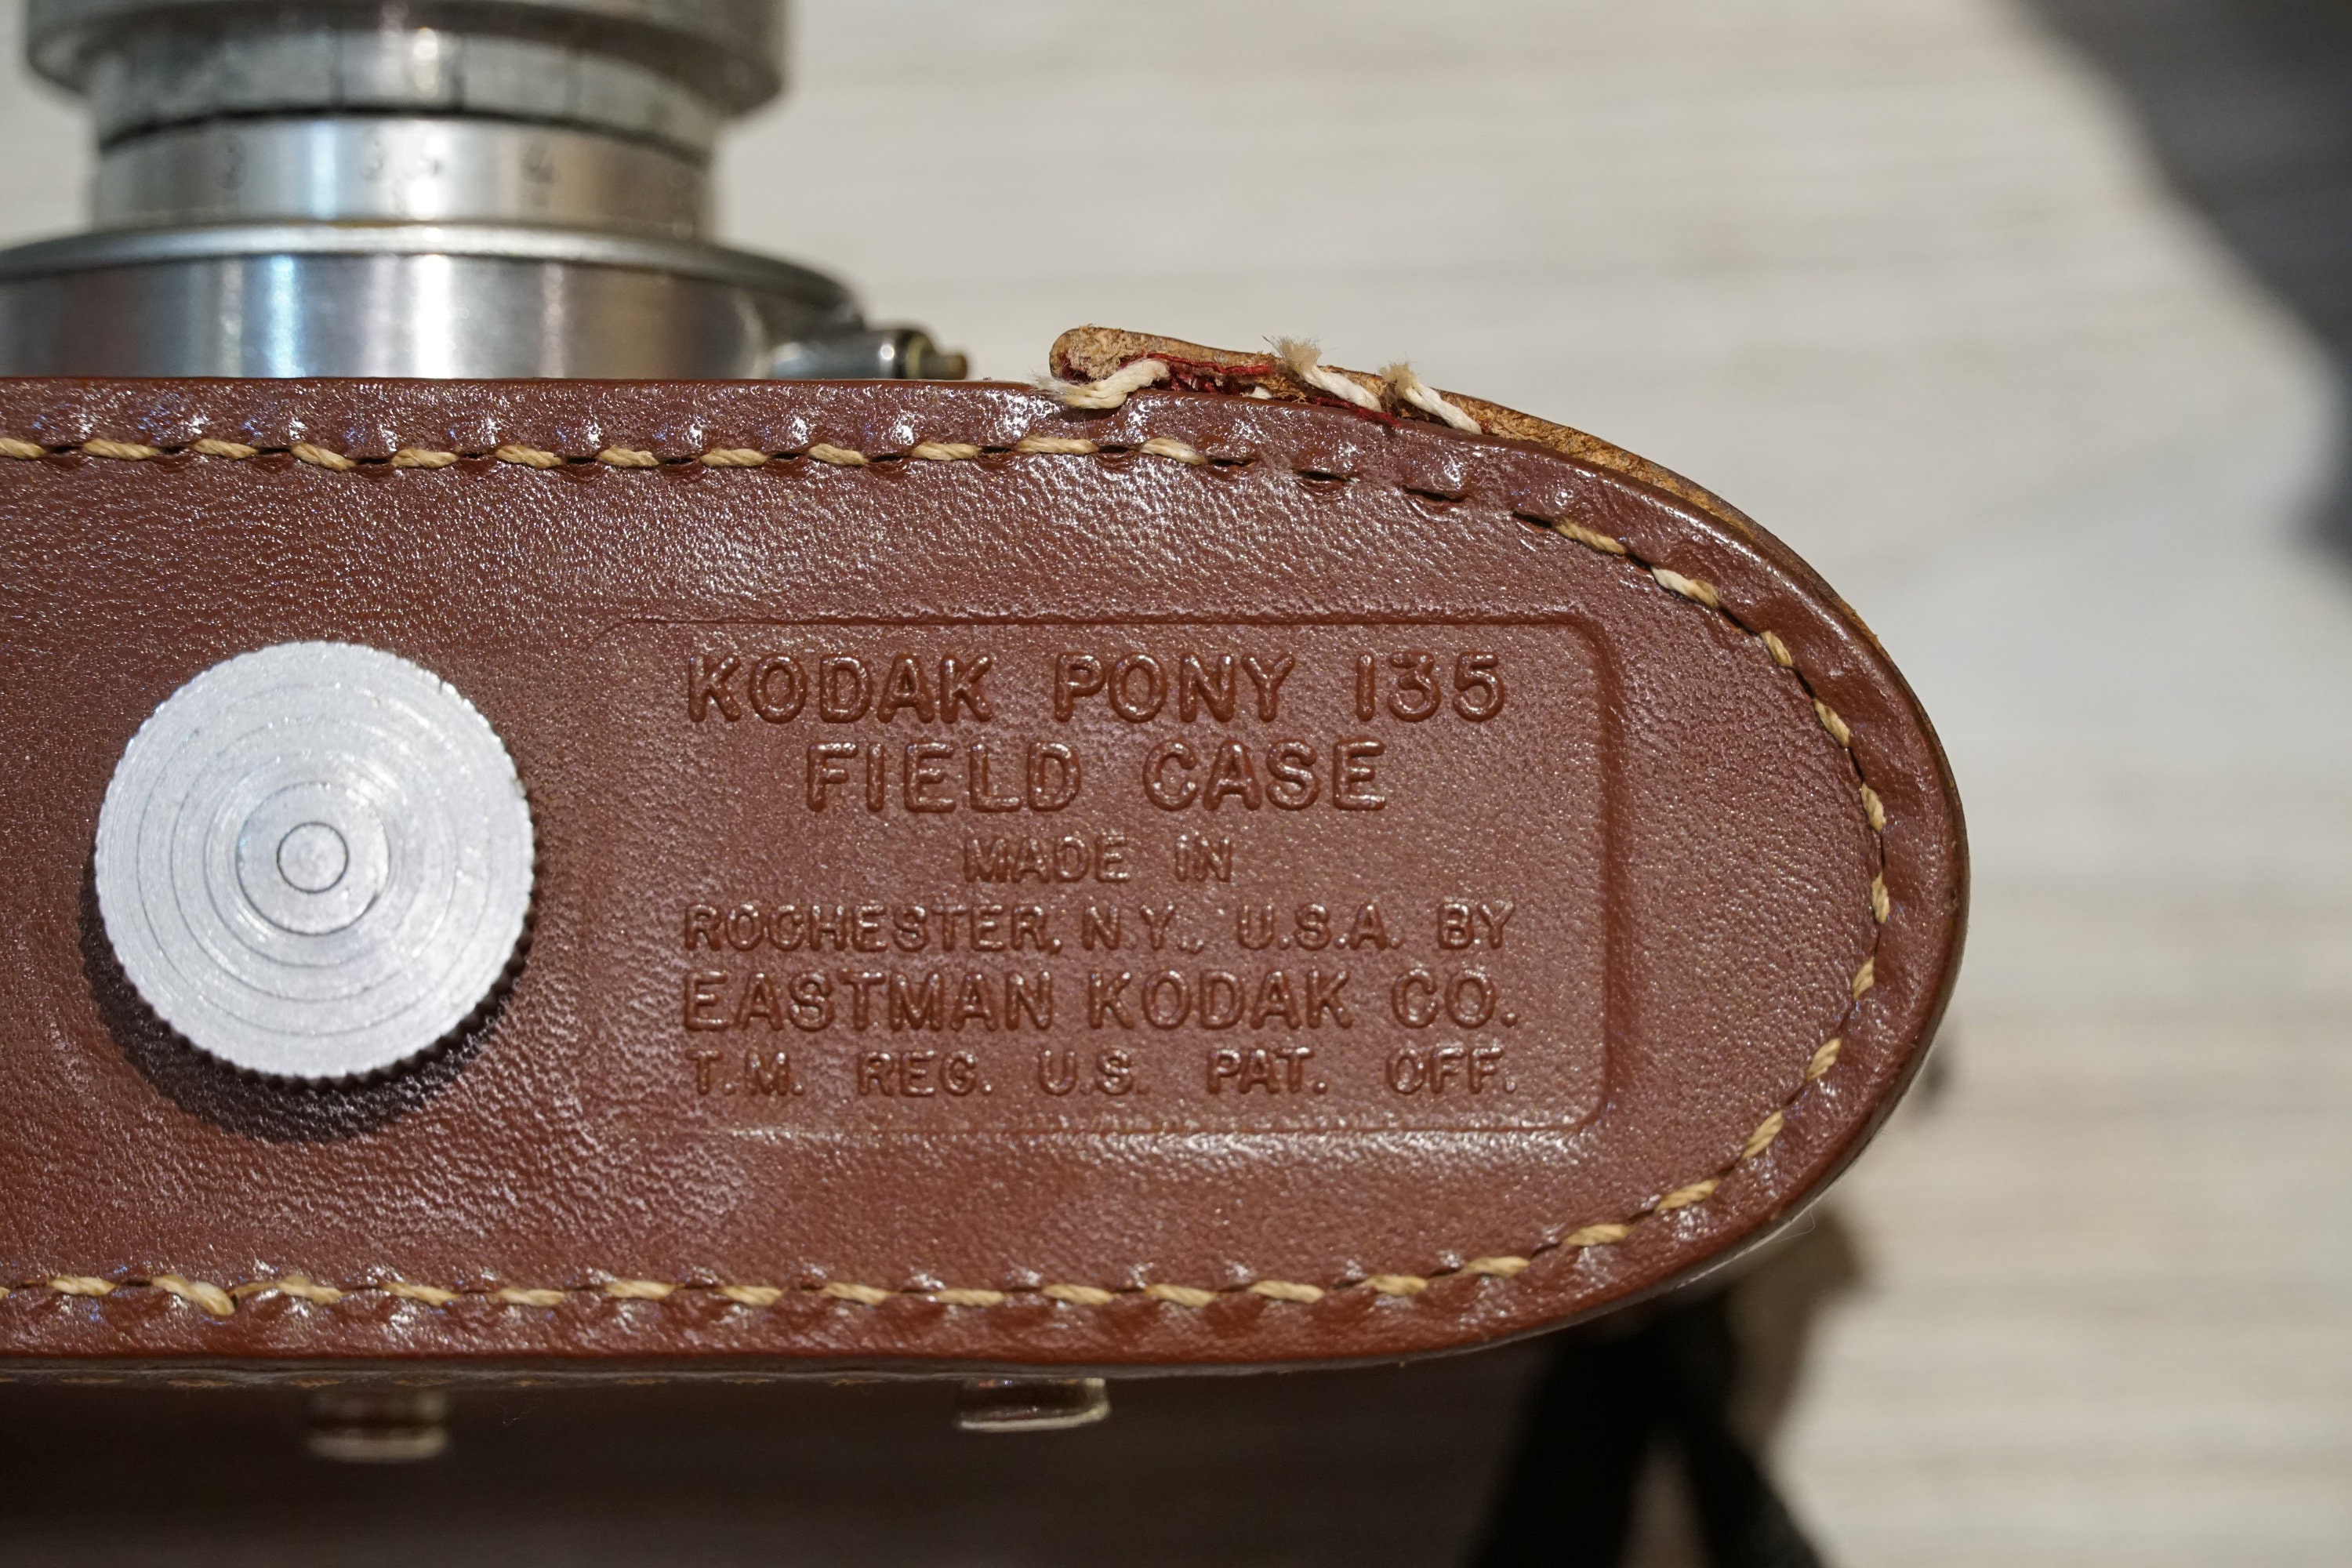 KODAK PONY 135
FIELD CASE
MADE IN
ROCHESTER, N.Y., U.S.A. BY
EASTMAN KODAK CO.
T.M. REG. U.S. PAT. OFF.